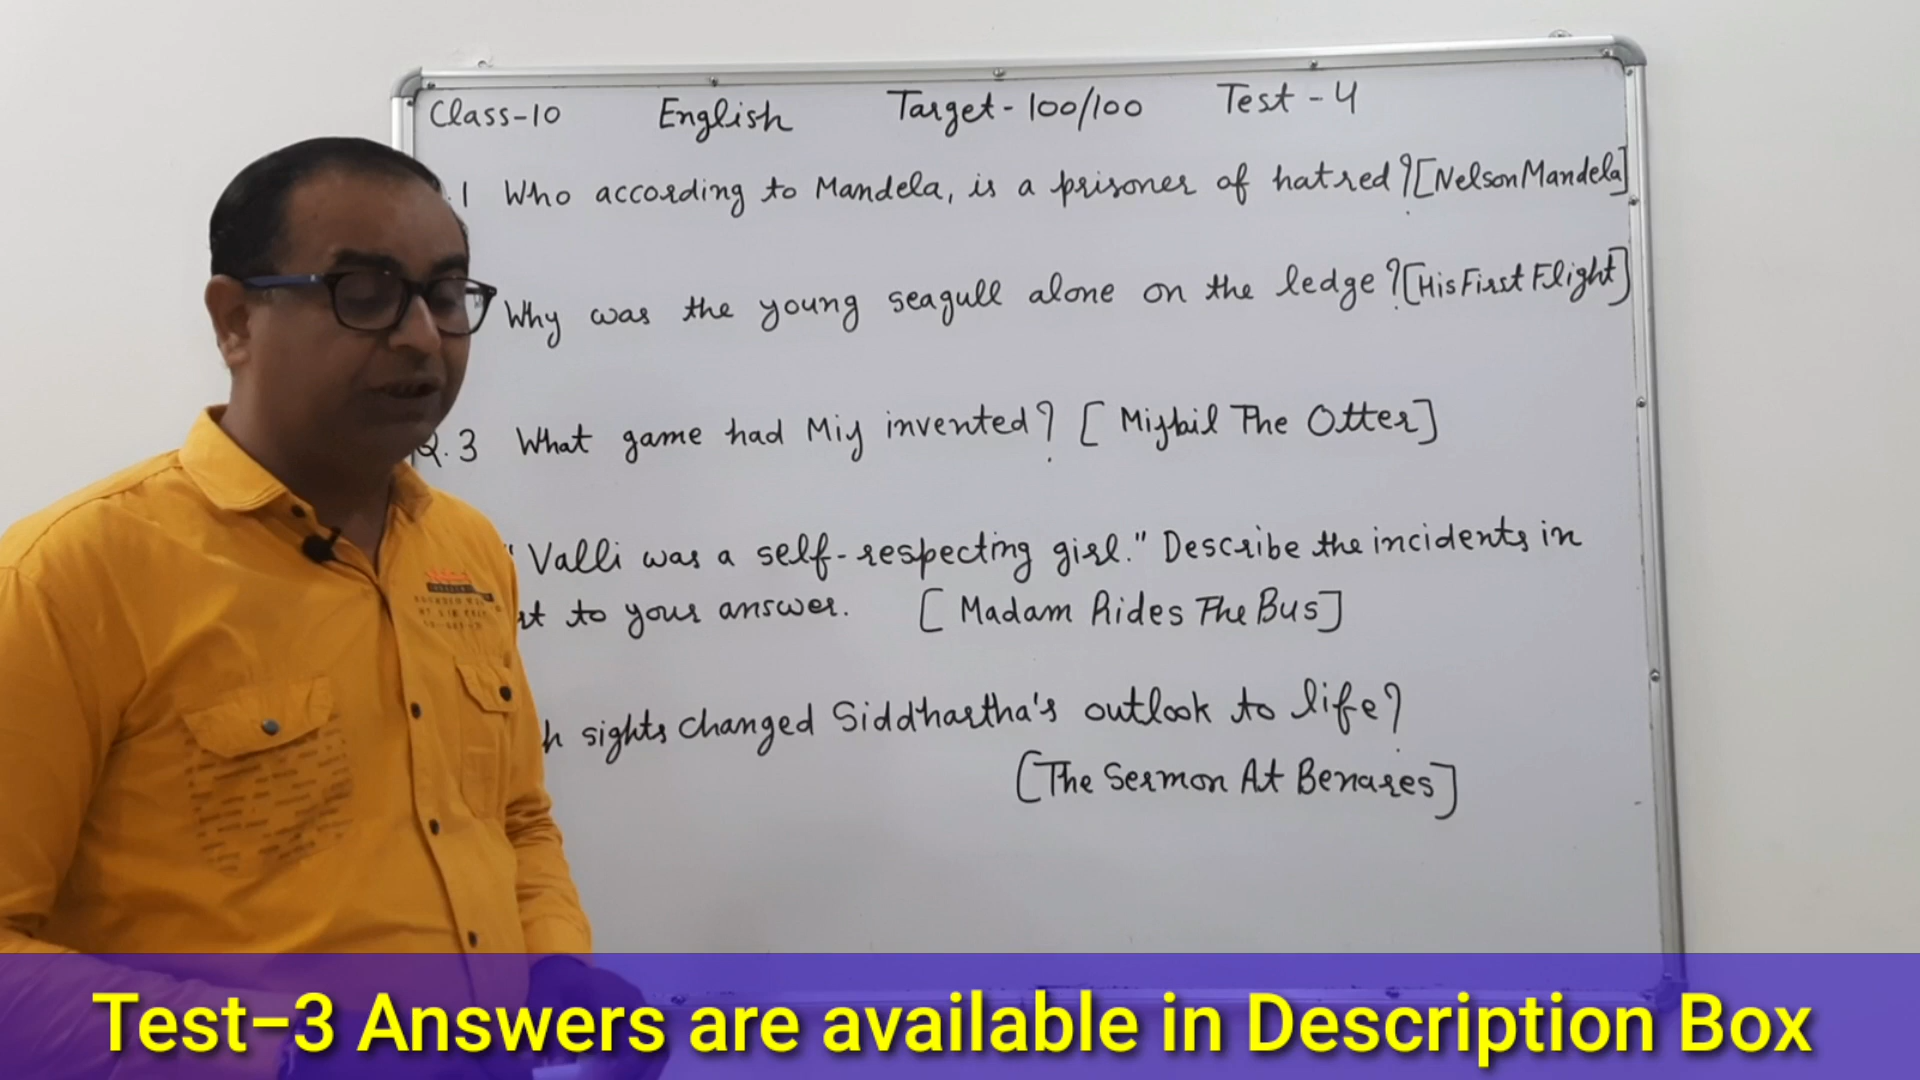 Class-10 English Target-100/100 Test-4
.1 Who according to Mandela, is a prisoner of hatred? [Nelson Mandela]
Why was the young seagull alone on the ledge? [His First Flight]
Q.3 What game had Mij invented? [Mijbil The Otter]
"Valli was a self-respecting girl." Describe the incidents in
to your answer. [Madam Rides The Bus]
sights changed Siddhartha's outlook to life?
[The Sermon At Benares]
Test-3 Answers are available in Description Box